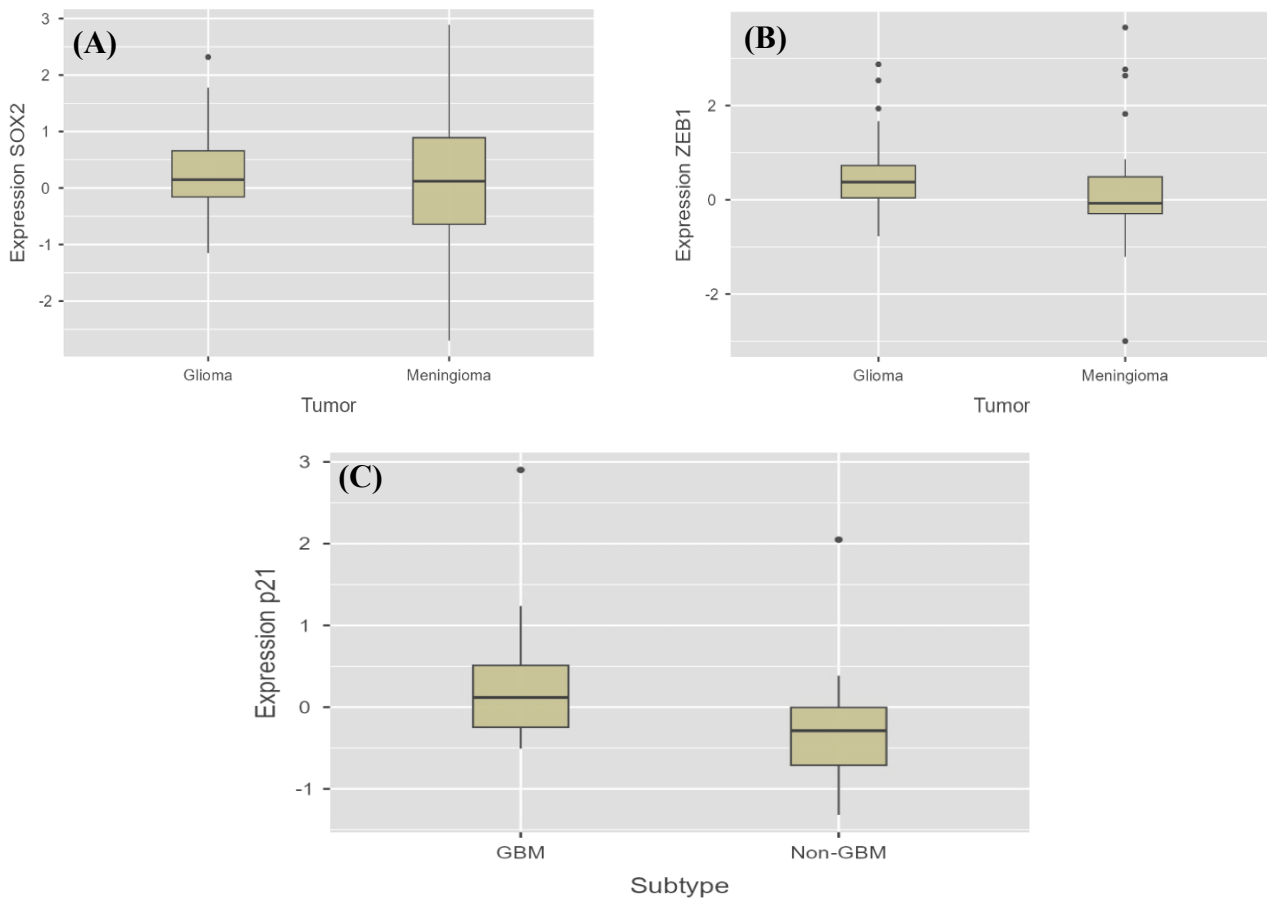 (A)
Expression SOX2
3
2
1
0
-1
-2
Glioma Meningioma
Tumor
(B)
Expression ZEB1
2
0
-2
Glioma Meningioma
Tumor
(C)
Expression p21
3
2
1
0
-1
GBM Non-GBM
Subtype